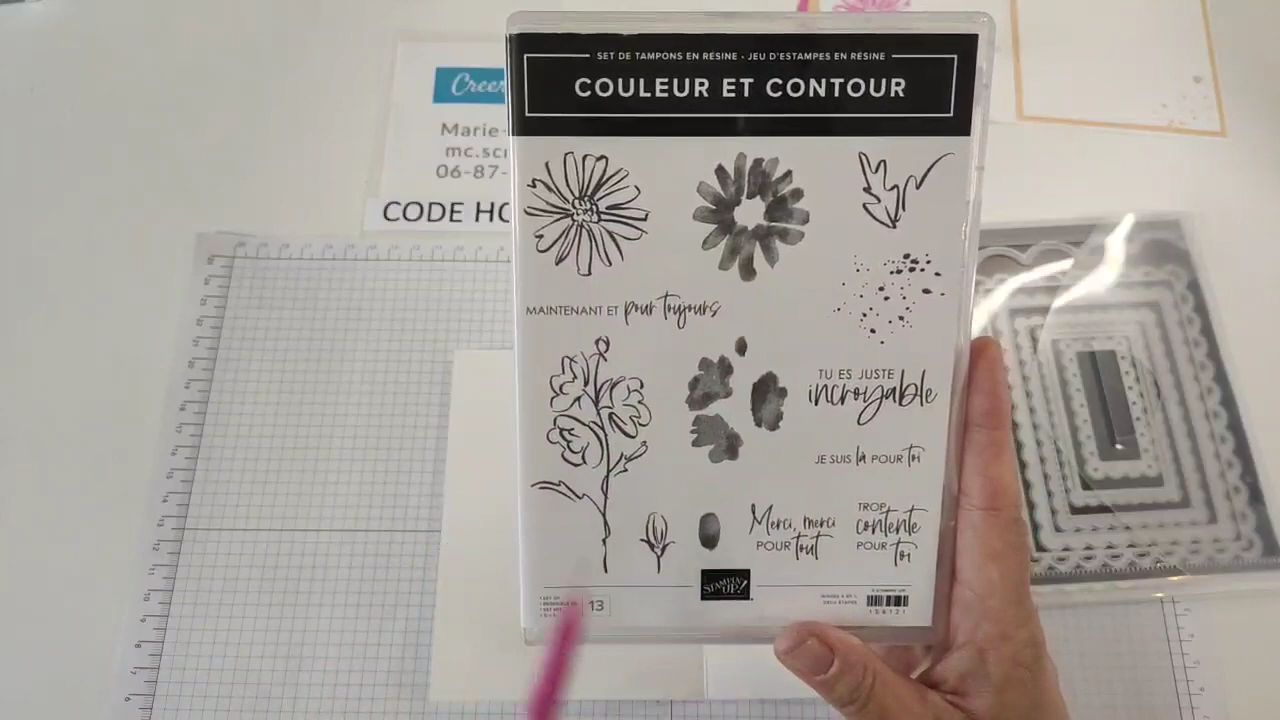 SET DE TAMPONS EN RÉSINE • JEU D'ESTAMPES EN RÉSINE
COULEUR ET CONTOUR
Creer
Marie-
mc.scr
06-87-
CODE HO
MAINTENANT ET pour toujours
TU ES JUSTE
incroyable
JE SUIS là POUR toi
Merci, merci
POUR tout
TROP
contente
POUR
toi
STAMPIN'
UP!
13